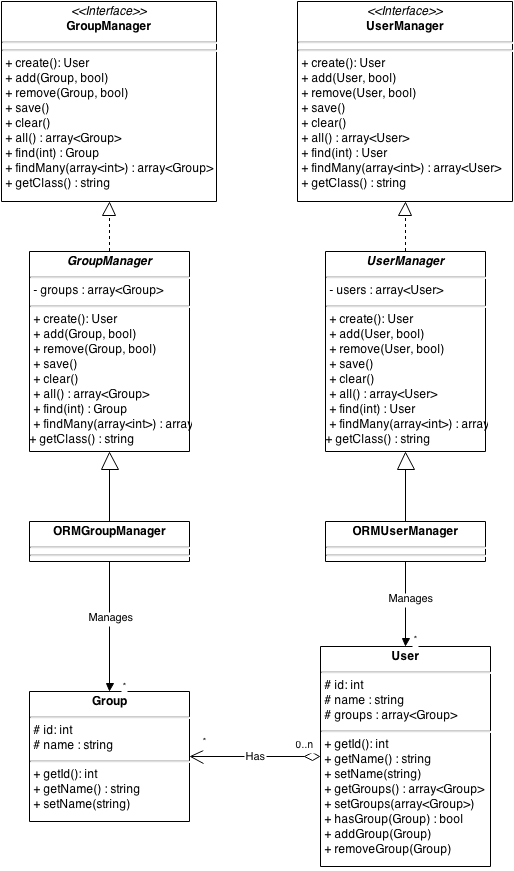 <<Interface>>
GroupManager
+ create(): User
+ add(Group, bool)
+ remove(Group, bool)
+ save()
+ clear()
+ all() : array<Group>
+ find(int) : Group
+ findMany(array<int>) : array<Group>
+ getClass() : string
<<Interface>>
UserManager
+ create(): User
+ add(User, bool)
+ remove(User, bool)
+ save()
+ clear()
+ all() : array<User>
+ find(int) : User
+ findMany(array<int>) : array<User>
+ getClass() : string
GroupManager
- groups : array<Group>
+ create(): User
+ add(Group, bool)
+ remove(Group, bool)
+ save()
+ clear()
+ all() : array<Group>
+ find(int) : Group
+ findMany(array<int>) : array
+ getClass() : string
UserManager
- users : array<User>
+ create(): User
+ add(User, bool)
+ remove(User, bool)
+ save()
+ clear()
+ all() : array<User>
+ find(int) : User
+ findMany(array<int>) : array
+ getClass() : string
ORMGroupManager
ORMUserManager
Manages
*
Manages
*
Group
# id: int
# name : string
+ getId(): int
+ getName() : string
+ setName(string)
*
Has
0..n
User
# id: int
# name : string
# groups : array<Group>
+ getId(): int
+ getName() : string
+ setName(string)
+ getGroups() : array<Group>
+ setGroups(array<Group>)
+ hasGroup(Group) : bool
+ addGroup(Group)
+ removeGroup(Group)